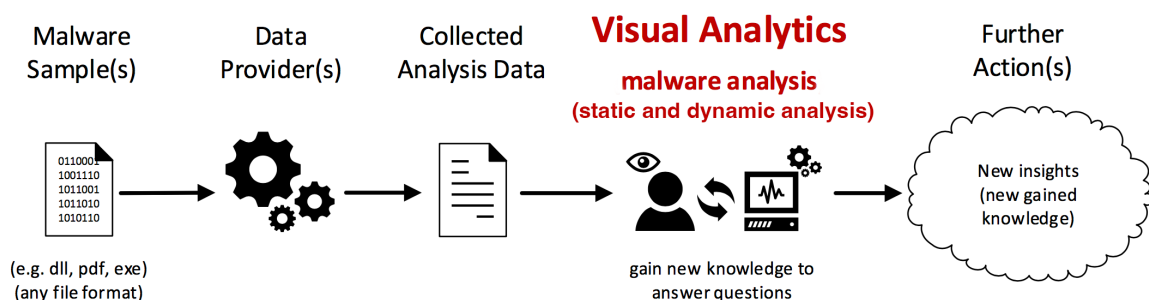 Malware
Sample(s)
Data
Provider(s)
Collected
Analysis Data
Visual Analytics
malware analysis
(static and dynamic analysis)
Further
Action(s)
0110001
1001110
1011001
1011010
1010110
New insights
(new gained
knowledge)
(e.g. dll, pdf, exe)
(any file format)
gain new knowledge to
answer questions